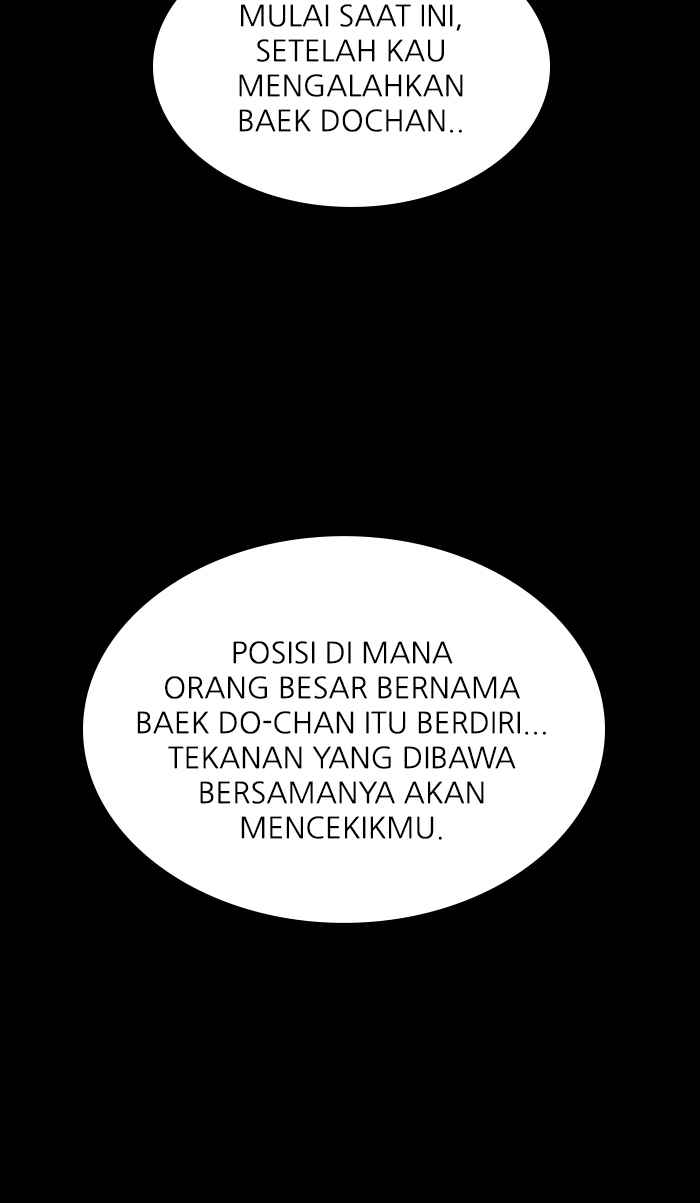 MULAI SAAT INI,
SETELAH KAU
MENGALAHKAN
BAEK DOCHAN..
POSISI DI MANA
ORANG BESAR BERNAMA
BAEK DO-CHAN ITU BERDIRI...
TEKANAN YANG DIBAWA
BERSAMANYA AKAN
MENCEKIKMU.